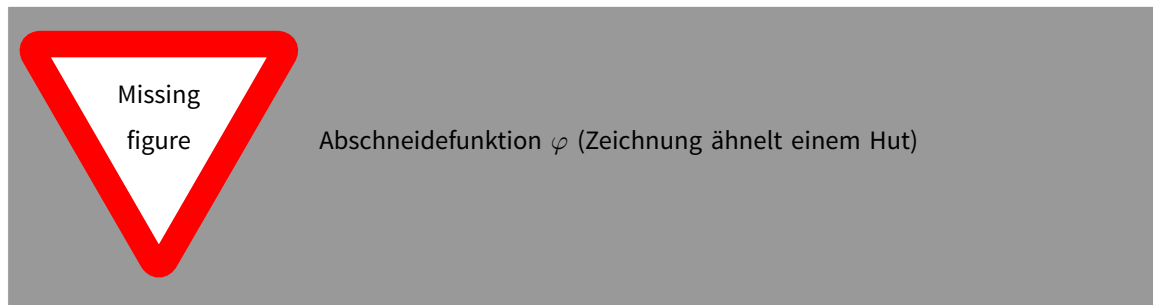 Missing
figure
Abschneidefunktion φ (Zeichnung ähnelt einem Hut)